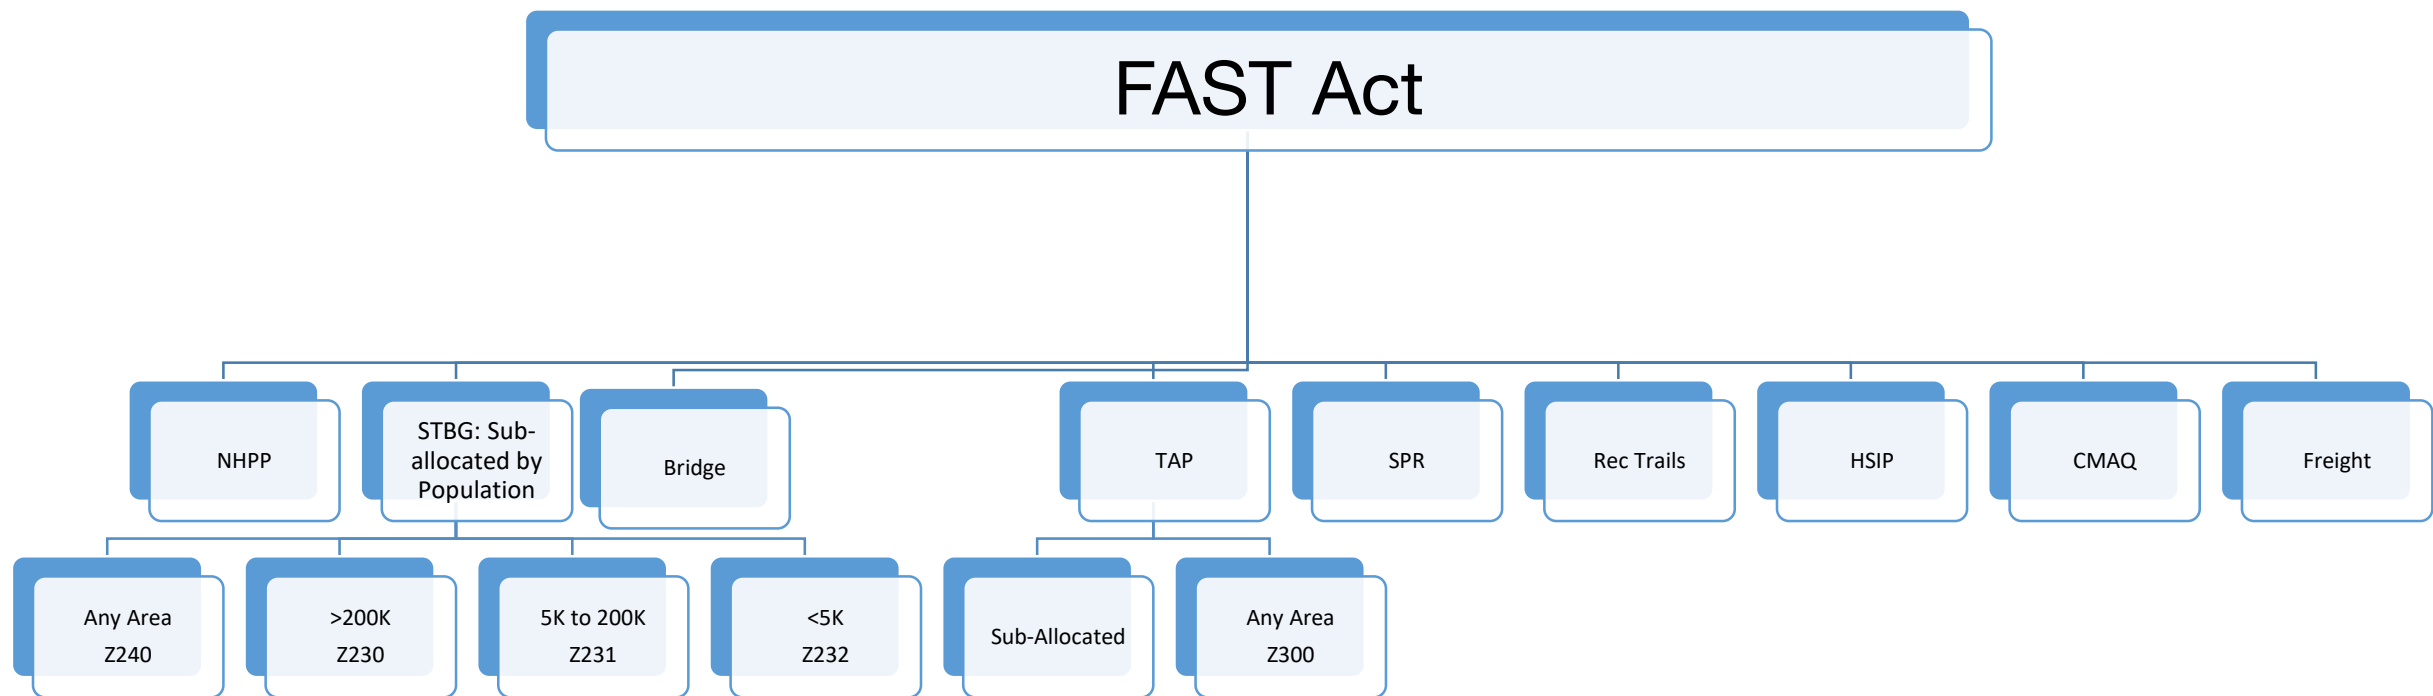 FAST Act
NHPP
STBG: Sub-
allocated by
Population
Bridge
TAP
SPR
Rec Trails
HSIP
CMAQ
Freight
Any Area
Z240
>200K
Z230
5K to 200K
Z231
<5K
Z232
Sub-Allocated
Any Area
Z300